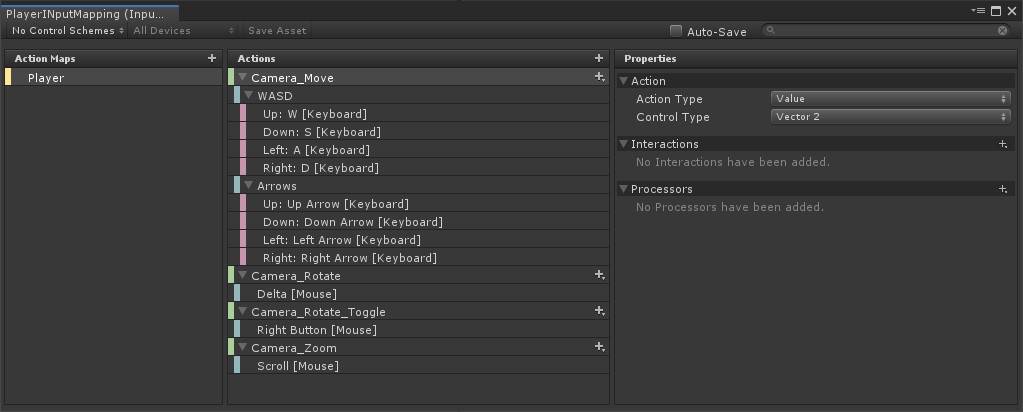 PlayerINputMapping (Inpu...
No Control Schemes All Devices Save Asset Auto-Save
Action Maps +
Player
Actions +
Camera_Move
WASD
Up: W [Keyboard]
Down: S [Keyboard]
Left: A [Keyboard]
Right: D [Keyboard]
Arrows
Up: Up Arrow [Keyboard]
Down: Down Arrow [Keyboard]
Left: Left Arrow [Keyboard]
Right: Right Arrow [Keyboard]
Camera_Rotate
Delta [Mouse]
Camera_Rotate_Toggle
Right Button [Mouse]
Camera_Zoom
Scroll [Mouse]
Properties
Action
Action Type Value
Control Type Vector 2
Interactions
No Interactions have been added.
Processors
No Processors have been added.